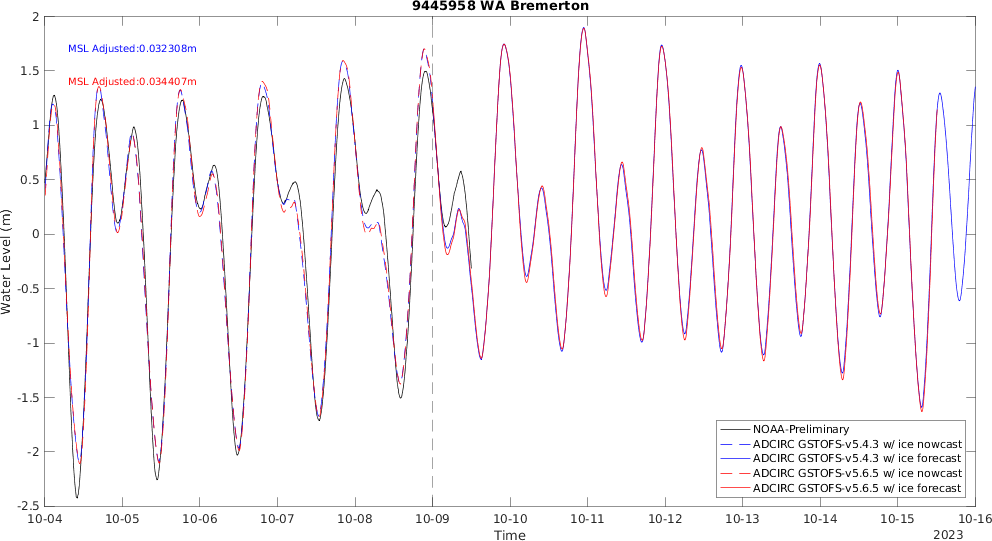 9445958 WA Bremerton
MSL Adjusted:0.032308m
MSL Adjusted:0.034407m
Water Level (m)
2
1.5
1
0.5
0
-0.5
-1
-1.5
-2
-2.5
NOAA-Preliminary
ADCIRC GSTOFS-v5.4.3 w/ ice nowcast
ADCIRC GSTOFS-v5.4.3 w/ ice forecast
ADCIRC GSTOFS-v5.6.5 w/ ice nowcast
ADCIRC GSTOFS-v5.6.5 w/ ice forecast
10-04 10-05 10-06 10-07 10-08 10-09 10-10 10-11 10-12 10-13 10-14 10-15 10-16
Time
2023